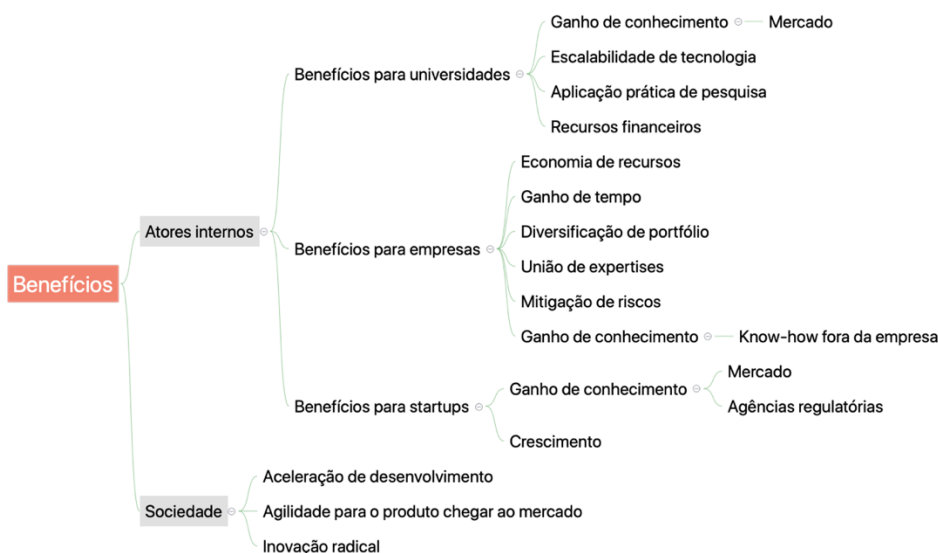 Benefícios
Atores internos
Benefícios para universidades
Ganho de conhecimento
Mercado
Escalabilidade de tecnologia
Aplicação prática de pesquisa
Recursos financeiros
Benefícios para empresas
Economia de recursos
Ganho de tempo
Diversificação de portfólio
União de expertises
Mitigação de riscos
Ganho de conhecimento
Know-how fora da empresa
Benefícios para startups
Ganho de conhecimento
Mercado
Agências regulatórias
Crescimento
Sociedade
Aceleração de desenvolvimento
Agilidade para o produto chegar ao mercado
Inovação radical